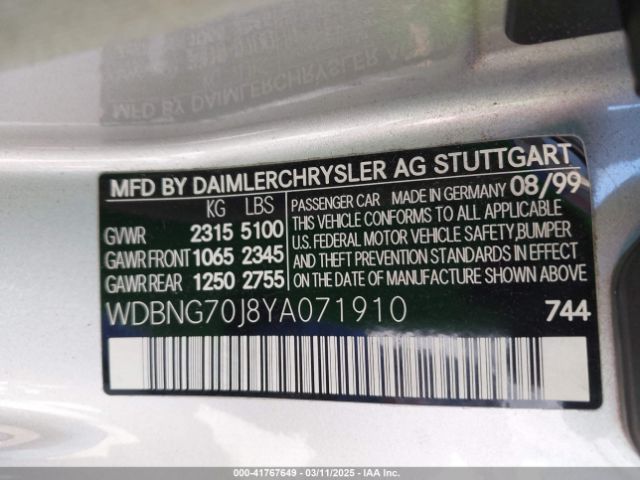 MFD BY DAIMLERCHRYSLER AG STUTTGART
KG LBS
GVWR 2315 5100
GAWR FRONT 1065 2345
GAWR REAR 1250 2755
PASSENGER CAR MADE IN GERMANY 08/99
THIS VEHICLE CONFORMS TO ALL APPLICABLE
U.S. FEDERAL MOTOR VEHICLE SAFETY, BUMPER
AND THEFT PREVENTION STANDARDS IN EFFECT
ON THE DATE OF MANUFACTURE SHOWN ABOVE.
WDBNG70J8YA071910 744
000-41767649 - 03/11/2025 - IAA Inc.